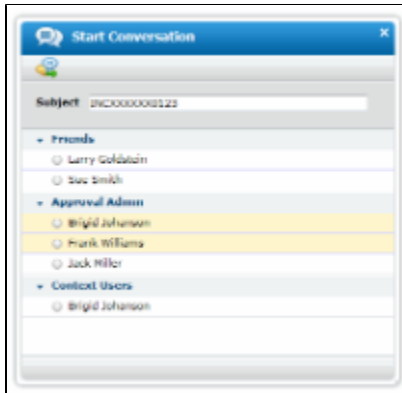 Start Conversation
Subject
Friends
Larry Goldstein
Sue Smith
Approval Admin
Brigid Johanson
Frank Williams
Jack Miller
Context Users
Brigid Johanson